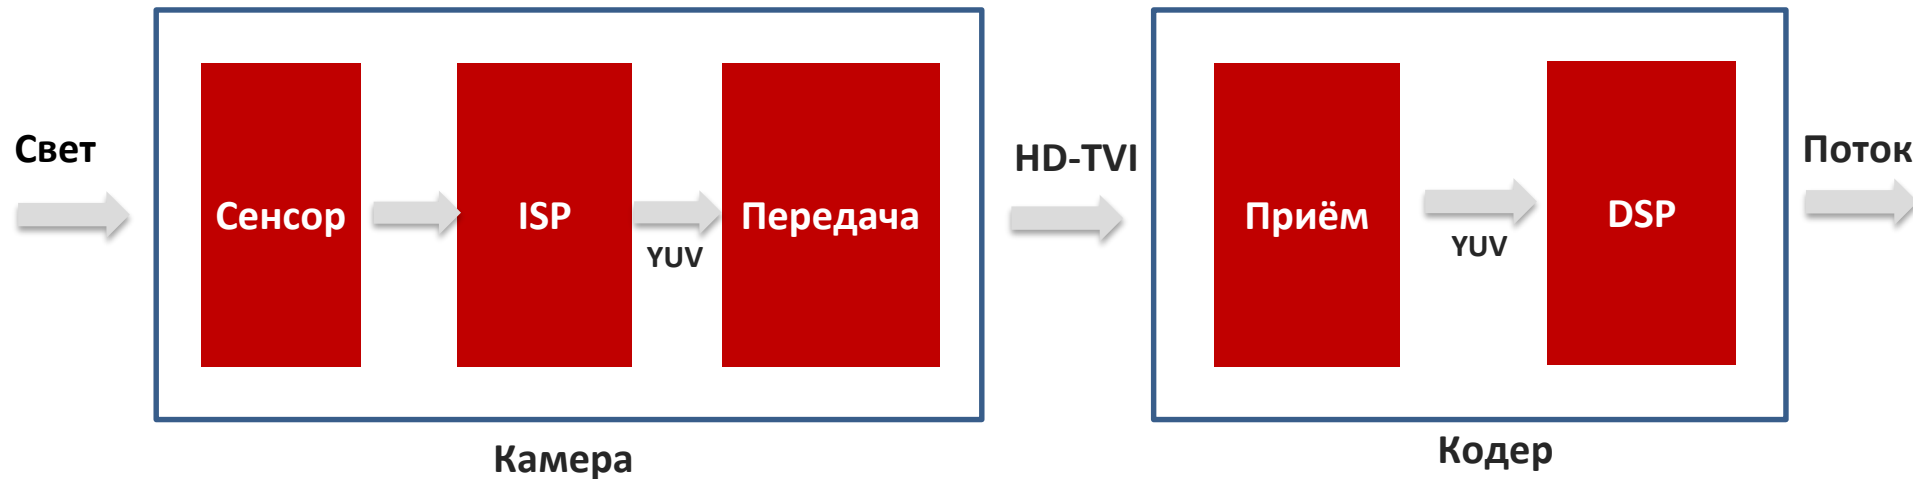 Свет
Сенсор
ISP
YUV
Передача
HD-TVI
Приём
YUV
DSP
Поток
Камера
Кодер